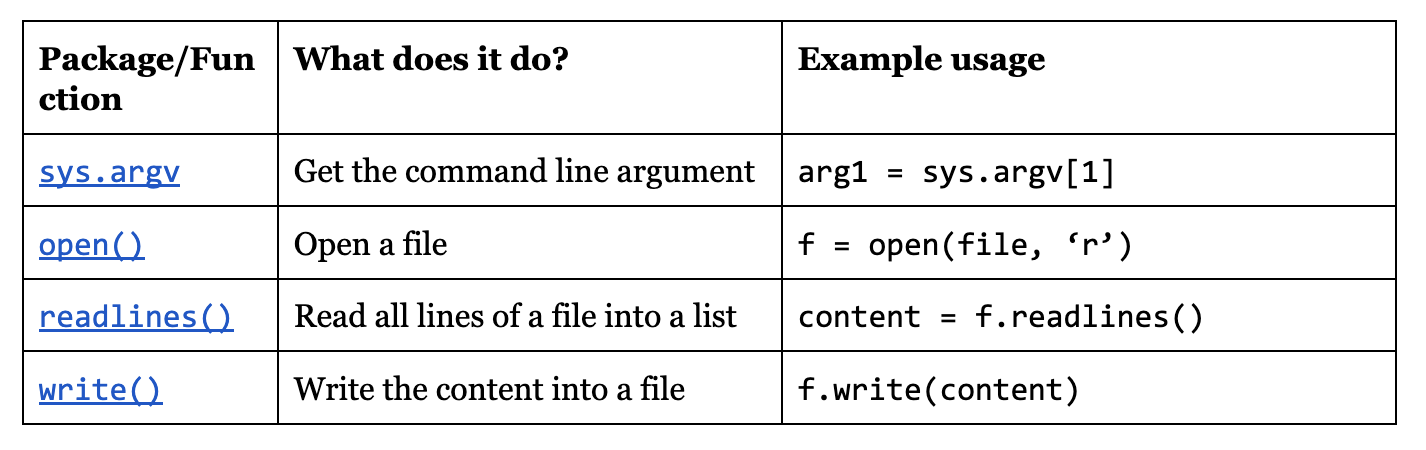 Package/Fun
ction
What does it do?
Example usage
sys.argv
Get the command line argument
arg1 = sys.argv[1]
open()
Open a file
f = open(file, ‘r’)
readlines()
Read all lines of a file into a list
content = f.readlines()
write()
Write the content into a file
f.write(content)